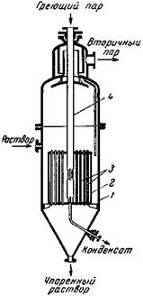 Греющий пар
Вторичный
пар
4
Раствор
3
2
1
Конденсат
Упаренный
раствор